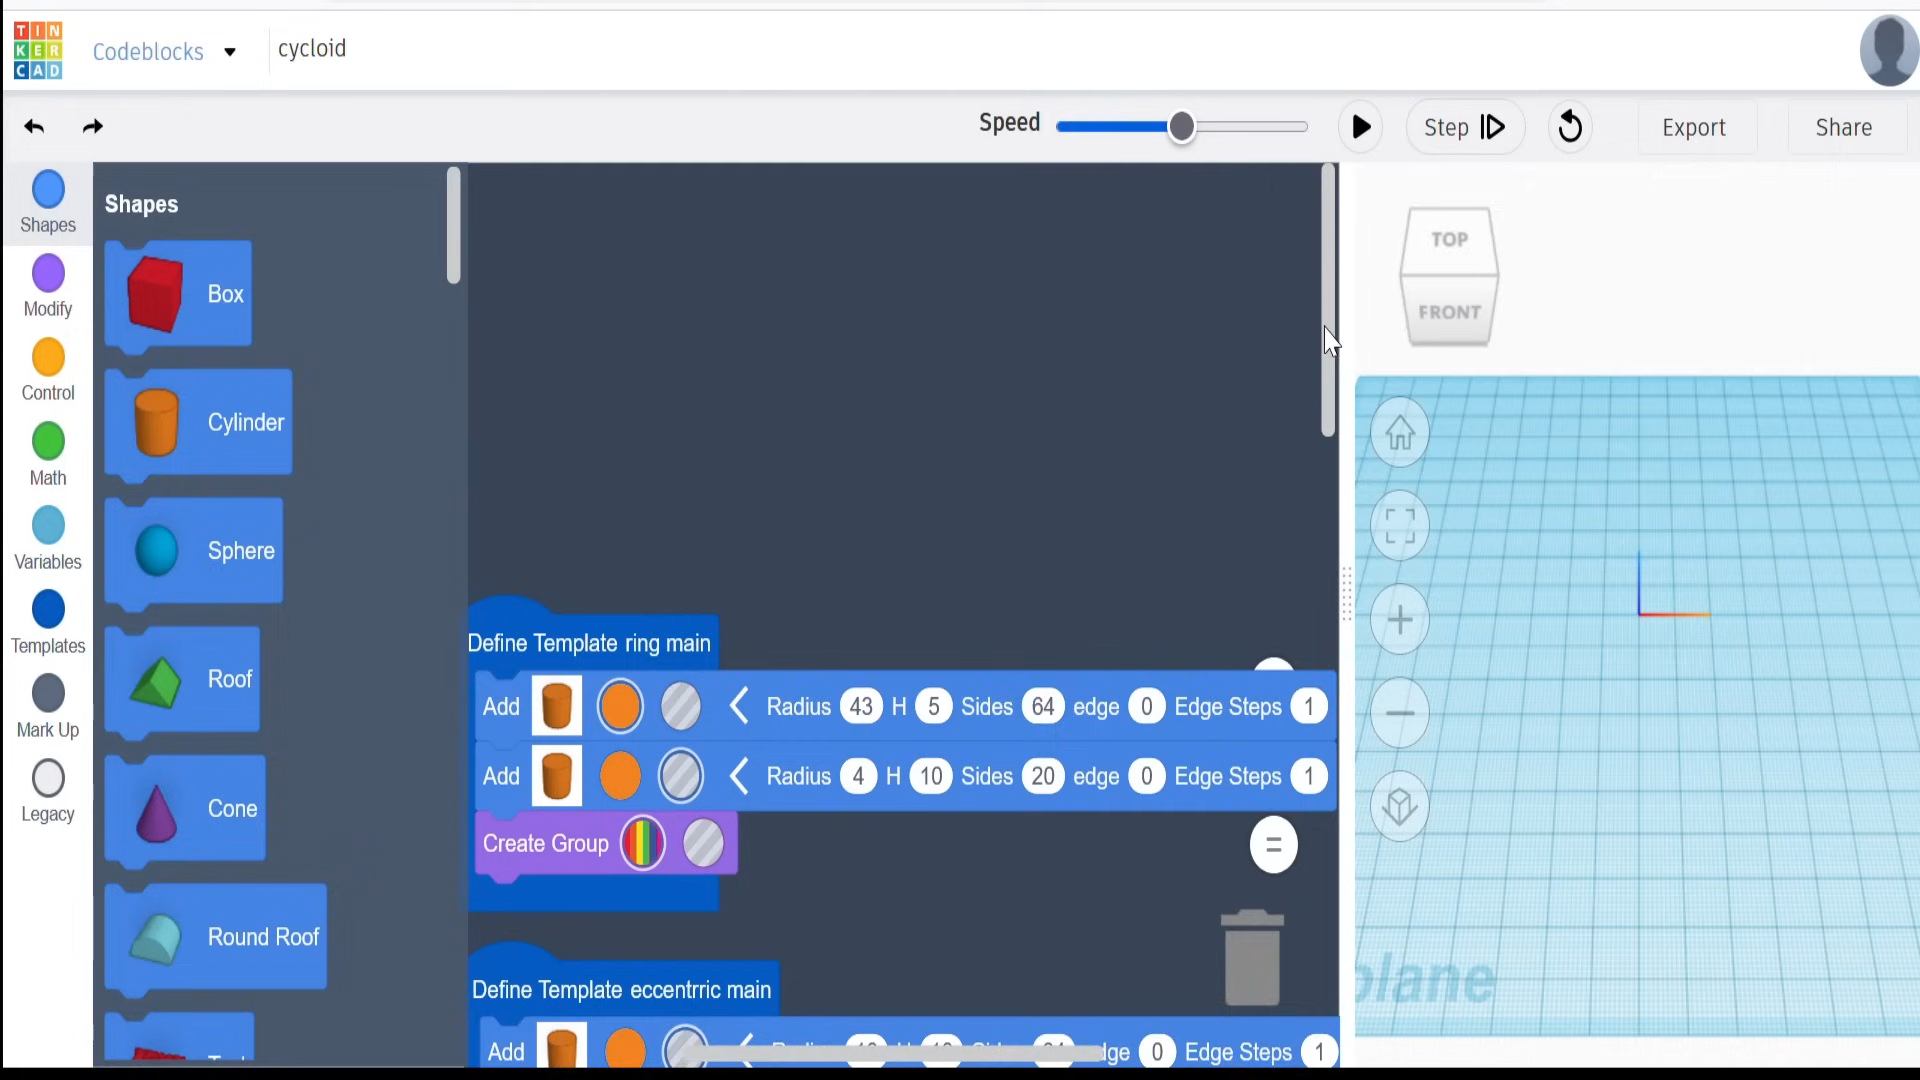 TIN
KER
CAD
Codeblocks
cycloid
Speed
Step
Export
Share
Shapes
Modify
Control
Math
Variables
Templates
Mark Up
Legacy
Shapes
Box
Cylinder
Sphere
Roof
Cone
Round Roof
Define Template ring main
Add Radius 43 H 5 Sides 64 edge 0 Edge Steps 1
Add Radius 4 H 10 Sides 20 edge 0 Edge Steps 1
Create Group
=
Define Template eccentrric main
Add 0 Edge Steps 1
TOP
FRONT
plane